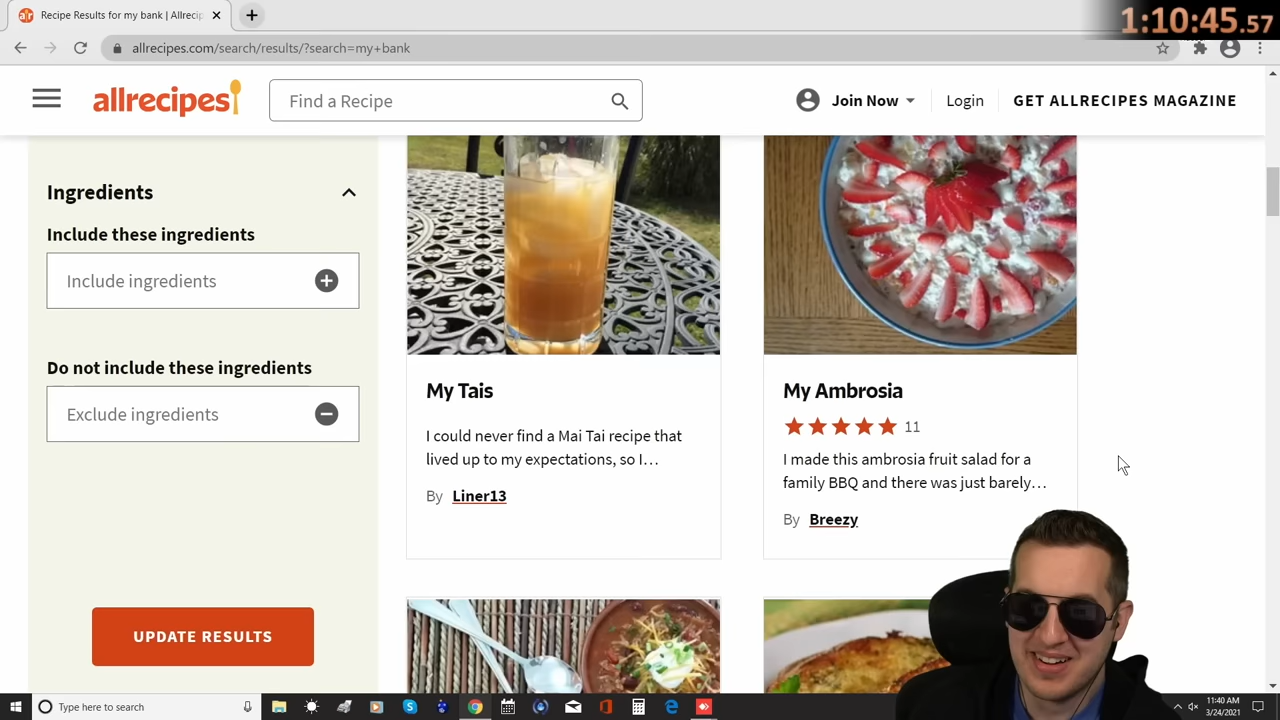 Recipe Results for my bank | Allrecip
1:10:45.57
allrecipes.com/search/results/?search=my+bank
allrecipes
Find a Recipe
Join Now
Login
GET ALLRECIPES MAGAZINE
Ingredients
Include these ingredients
Include ingredients
Do not include these ingredients
Exclude ingredients
UPDATE RESULTS
My Tais
I could never find a Mai Tai recipe that
lived up to my expectations, so I…
By Liner13
My Ambrosia
11
I made this ambrosia fruit salad for a
family BBQ and there was just barely…
By Breezy
Type here to search
11:40 AM
3/24/2021